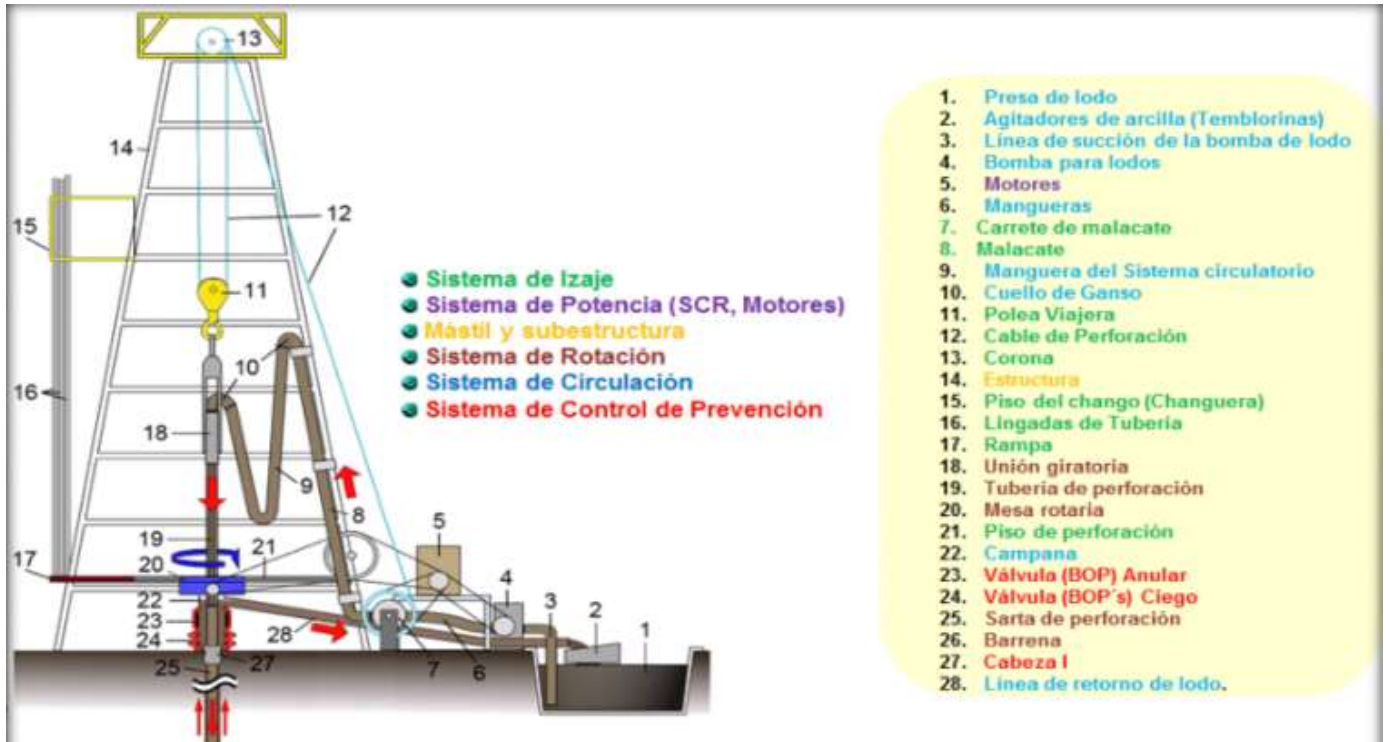 13
14
12
15
11
10
16
18
9
8
5
19
21
4
17
20
3
2
1
22
23
28
24
27
25
7
6
Sistema de Izaje
Sistema de Potencia (SCR, Motores)
Mástil y subestructura
Sistema de Rotación
Sistema de Circulación
Sistema de Control de Prevención
1. Presa de lodo
2. Agitadores de arcilla (Temblorinas)
3. Línea de succión de la bomba de lodo
4. Bomba para lodos
5. Motores
6. Mangueras
7. Carrete de malacate
8. Malacate
9. Manguera del Sistema circulatorio
10. Cuello de Ganso
11. Polea Viajera
12. Cable de Perforación
13. Corona
14. Estructura
15. Piso del chango (Changuera)
16. Lingadas de Tubería
17. Rampa
18. Unión giratoria
19. Tubería de perforación
20. Mesa rotaria
21. Piso de perforación
22. Campana
23. Válvula (BOP) Anular
24. Válvula (BOP´s) Ciego
25. Sarta de perforación
26. Barrena
27. Cabeza l
28. Línea de retorno de lodo.